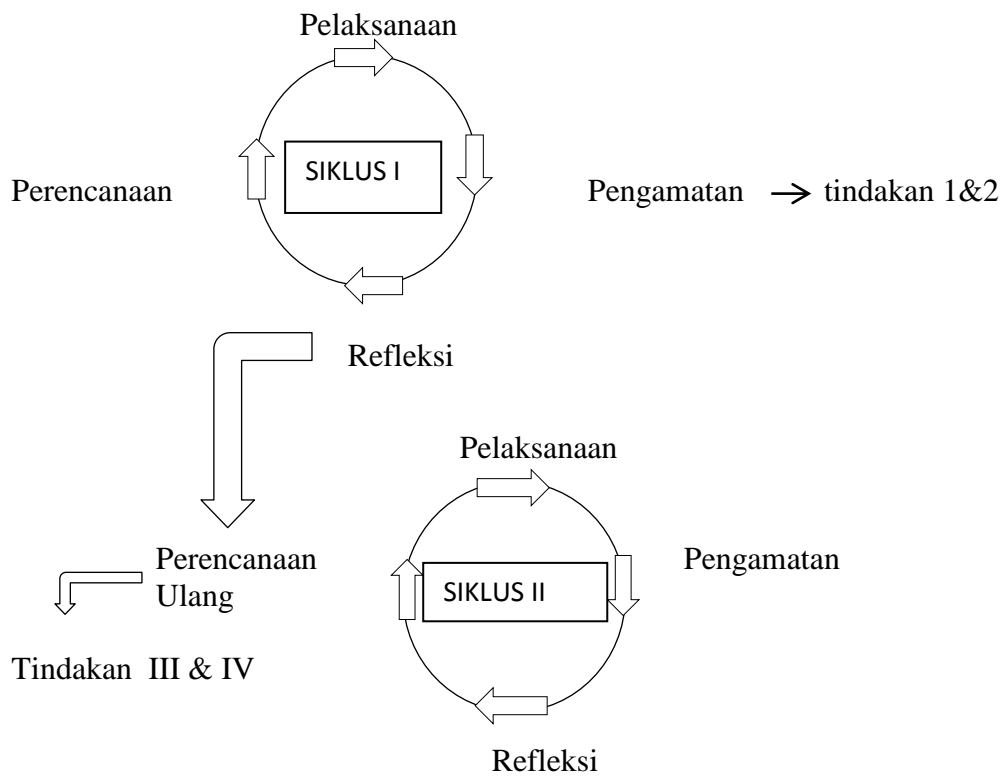 Pelaksanaan
SIKLUS I
Perencanaan
Pengamatan → tindakan 1&2
Refleksi
Pelaksanaan
Perencanaan
Ulang
Pengamatan
SIKLUS II
Tindakan III & IV
Refleksi